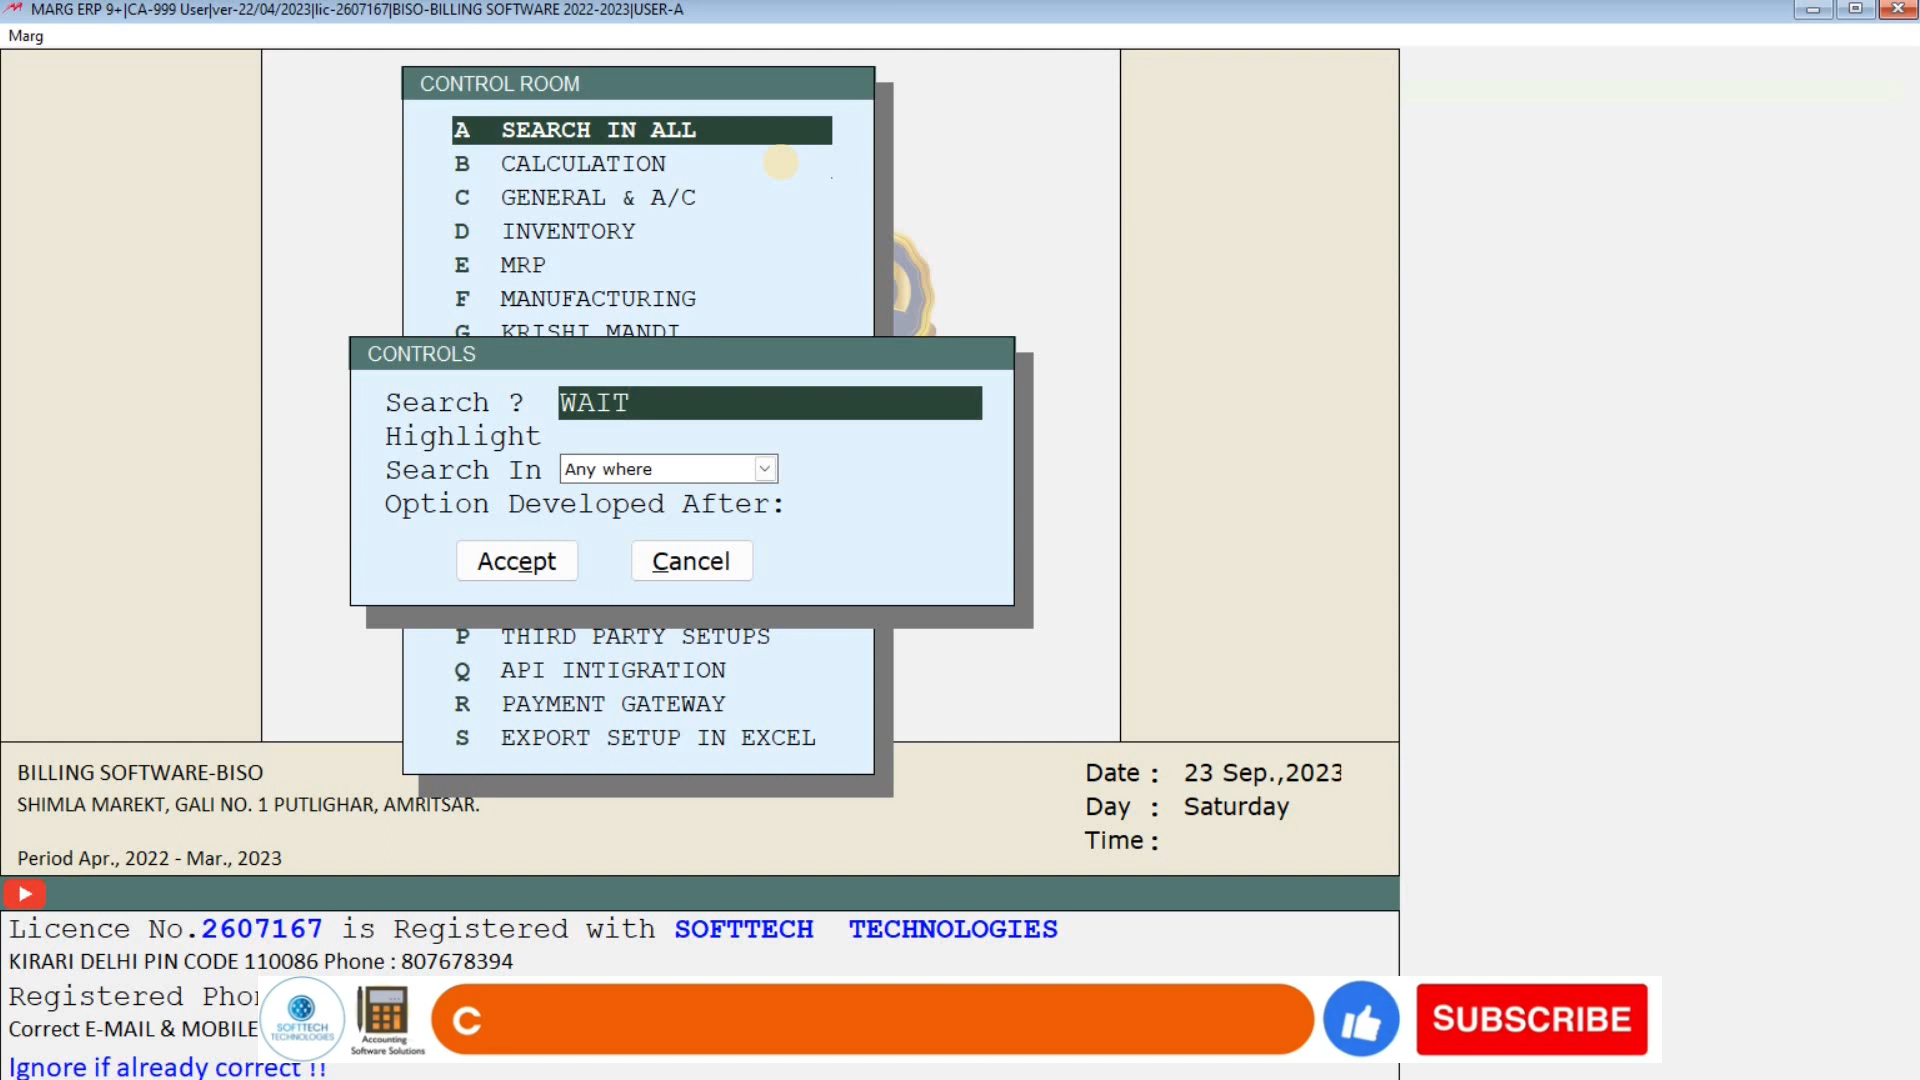 MARG ERP 9+|CA-999 User|ver-22/04/2023|lic-2607167|BISO-BILLING SOFTWARE 2022-2023|USER-A
Marg
CONTROL ROOM
A SEARCH IN ALL
B CALCULATION
C GENERAL & A/C
D INVENTORY
E MRP
F MANUFACTURING
G KRISHI MANDI
CONTROLS
Search ? WAIT
Highlight
Search In Any where
Option Developed After:
Accept Cancel
P THIRD PARTY SETUPS
Q API INTIGRATION
R PAYMENT GATEWAY
S EXPORT SETUP IN EXCEL
BILLING SOFTWARE-BISO
SHIMLA MAREKT, GALI NO. 1 PUTLIGHAR, AMRITSAR.
Period Apr., 2022 - Mar., 2023
Date : 23 Sep.,2023
Day : Saturday
Time :
Licence No.2607167 is Registered with SOFTTECH TECHNOLOGIES
KIRARI DELHI PIN CODE 110086 Phone : 807678394
Registered Phon
Correct E-MAIL & MOBILE
Ignore if already correct !!
SOFTTECH
TECHNOLOGIES
Accounting
Software Solutions
C
SUBSCRIBE